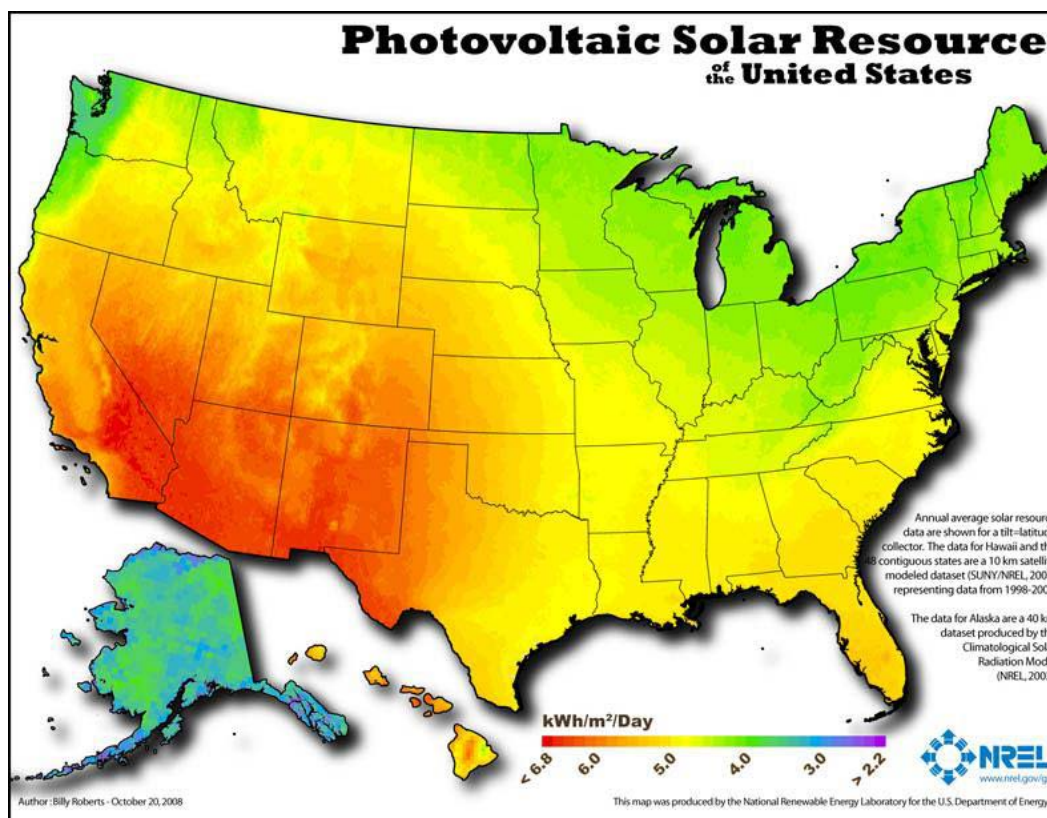 Photovoltaic Solar Resource
of the United States
Annual average solar resourc
data are shown for a tilt=latitud
collector. The data for Hawaii and th
48 contiguous states are a 10 km satelli
modeled dataset (SUNY/NREL, 200
representing data from 1998-200
The data for Alaska are a 40 k
dataset produced by th
Climatological Sol
Radiation Mod
(NREL, 200
kWh/m²/Day
< 6.8 6.0 5.0 4.0 3.0 > 2.2
NREL
www.nrel.gov/g
Author : Billy Roberts - October 20, 2008
This map was produced by the National Renewable Energy Laboratory for the U.S. Department of Energy